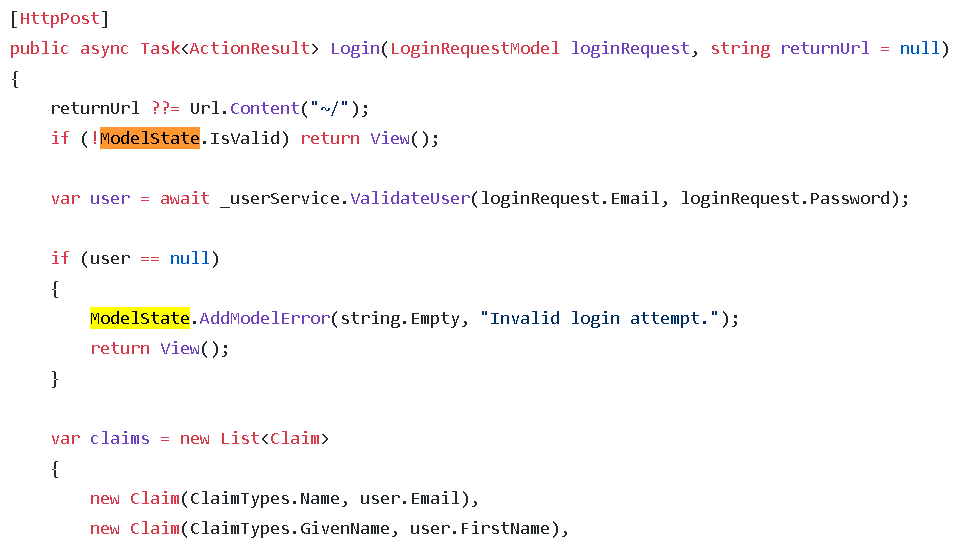 [HttpPost]
public async Task<ActionResult> Login(LoginRequestModel loginRequest, string returnUrl = null)
{
    returnUrl ??= Url.Content("~/");
    if (!ModelState.IsValid) return View();

    var user = await _userService.ValidateUser(loginRequest.Email, loginRequest.Password);

    if (user == null)
    {
        ModelState.AddModelError(string.Empty, "Invalid login attempt.");
        return View();
    }

    var claims = new List<Claim>
    {
        new Claim(ClaimTypes.Name, user.Email),
        new Claim(ClaimTypes.GivenName, user.FirstName),